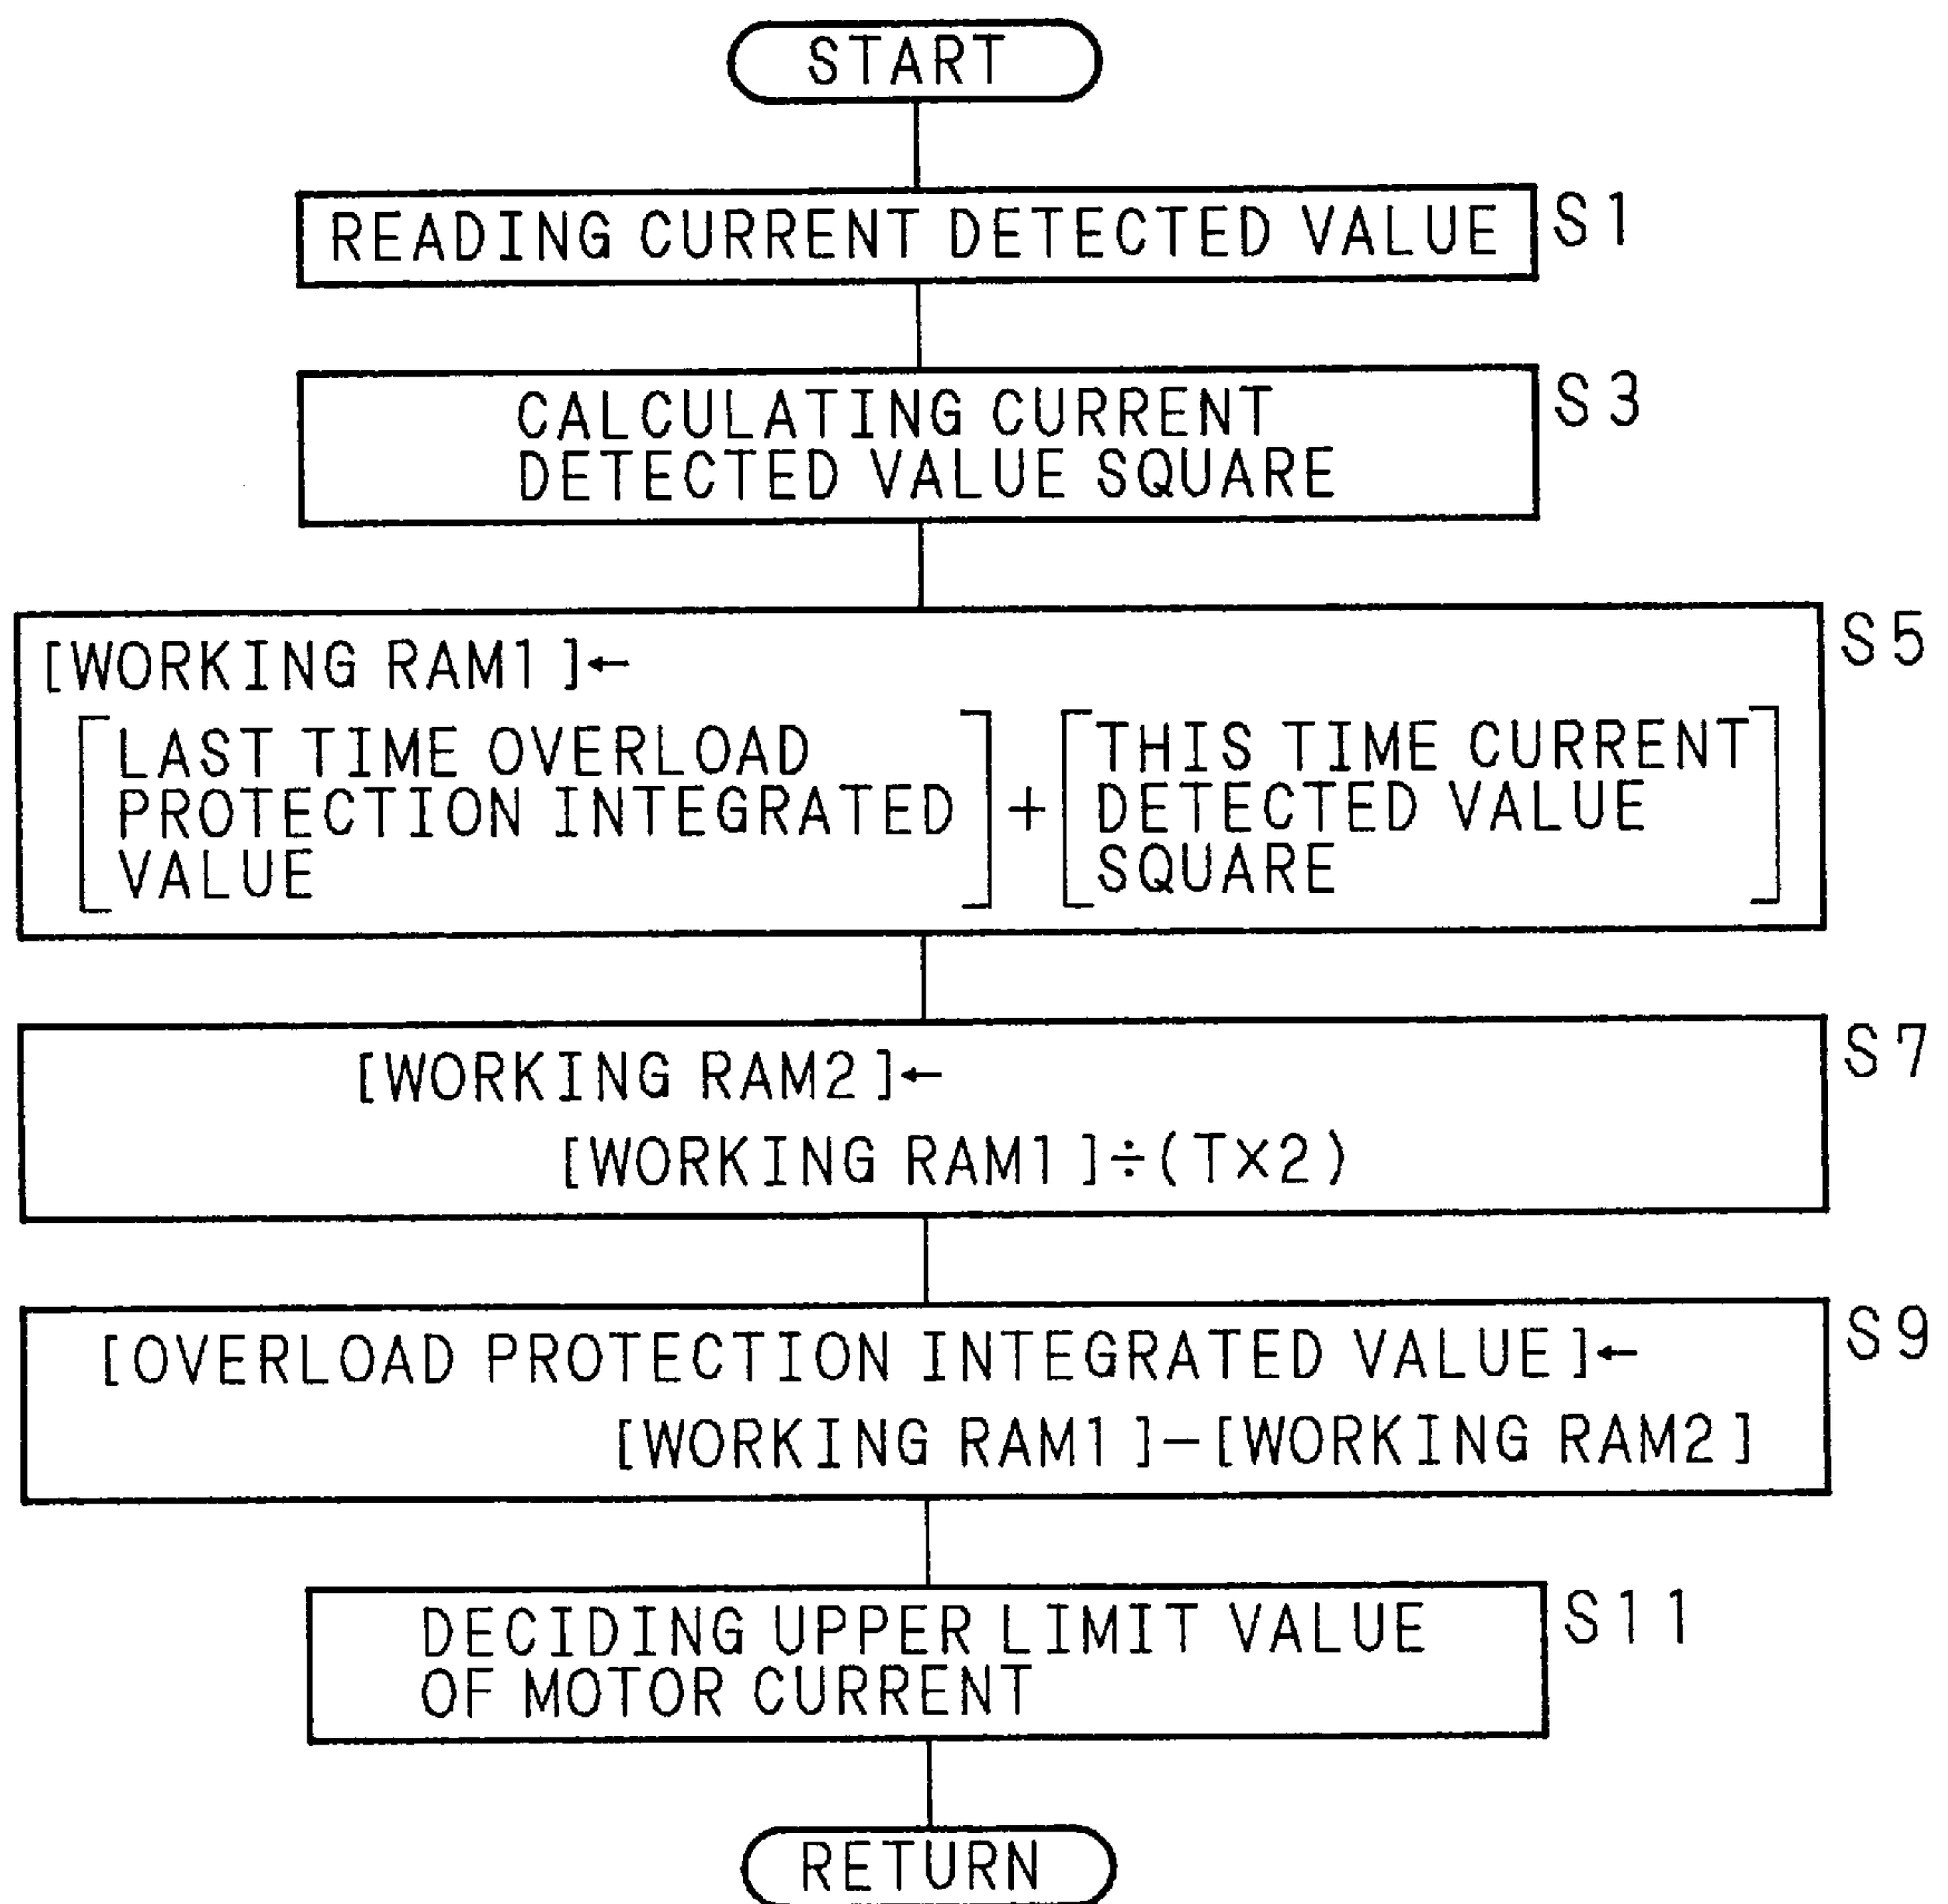 START
READING CURRENT DETECTED VALUE
S1
CALCULATING CURRENT
DETECTED VALUE SQUARE
S3
[WORKING RAM1]←
[LAST TIME OVERLOAD
PROTECTION INTEGRATED
VALUE]
+
[THIS TIME CURRENT
DETECTED VALUE
SQUARE]
S5
[WORKING RAM2]←
[WORKING RAM1]÷(T×2)
S7
[OVERLOAD PROTECTION INTEGRATED VALUE]←
[WORKING RAM1]−[WORKING RAM2]
S9
DECIDING UPPER LIMIT VALUE
OF MOTOR CURRENT
S11
RETURN